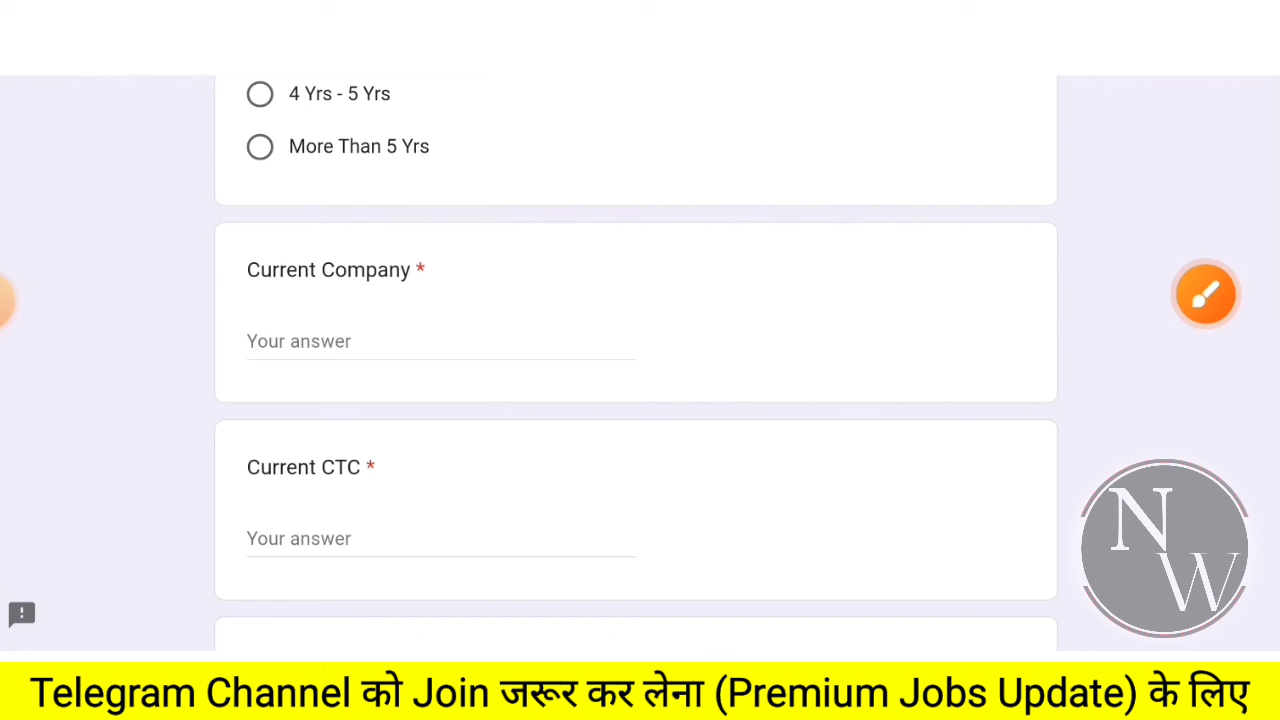 4 Yrs - 5 Yrs
More Than 5 Yrs
Current Company *
Your answer
Current CTC *
Your answer
N
W
Telegram Channel को Join जरूर कर लेना (Premium Jobs Update) के लिए